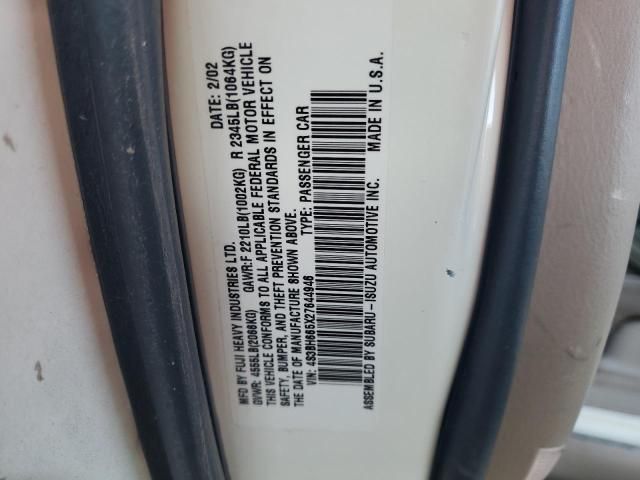 MFD BY FUJI HEAVY INDUSTRIES LTD. DATE: 2/02
GVWR: 4555LB(2066KG) GAWR:F 2210LB(1002KG) R 2345LB(1064KG)
THIS VEHICLE CONFORMS TO ALL APPLICABLE FEDERAL MOTOR VEHICLE
SAFETY, BUMPER, AND THEFT PREVENTION STANDARDS IN EFFECT ON
THE DATE OF MANUFACTURE SHOWN ABOVE.
VIN: 4S3BH665X27644946 TYPE: PASSENGER CAR
ASSEMBLED BY SUBARU-ISUZU AUTOMOTIVE INC. MADE IN U.S.A.